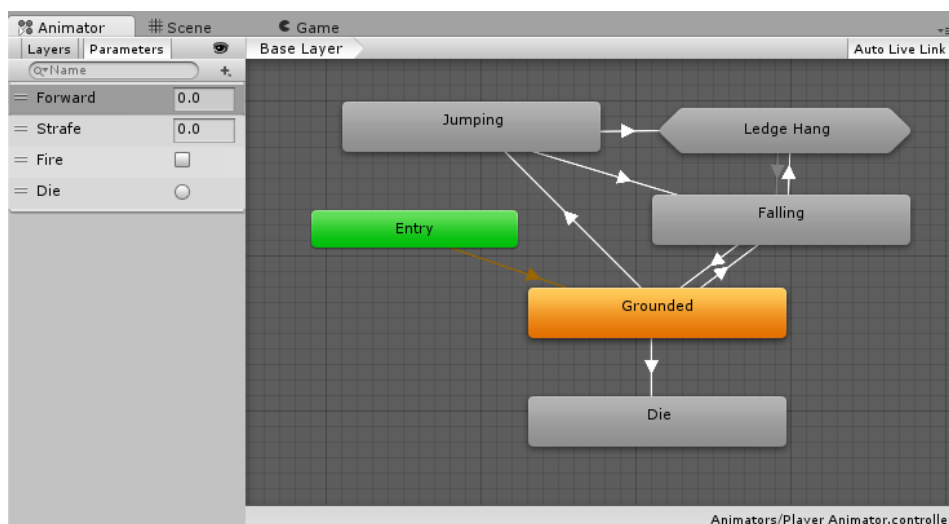 Animator Scene Game
Layers Parameters Base Layer Auto Live Link
Name
Forward 0.0
Strafe 0.0
Fire
Die
Jumping
Ledge Hang
Falling
Entry
Grounded
Die
Animators/Player Animator.controlle